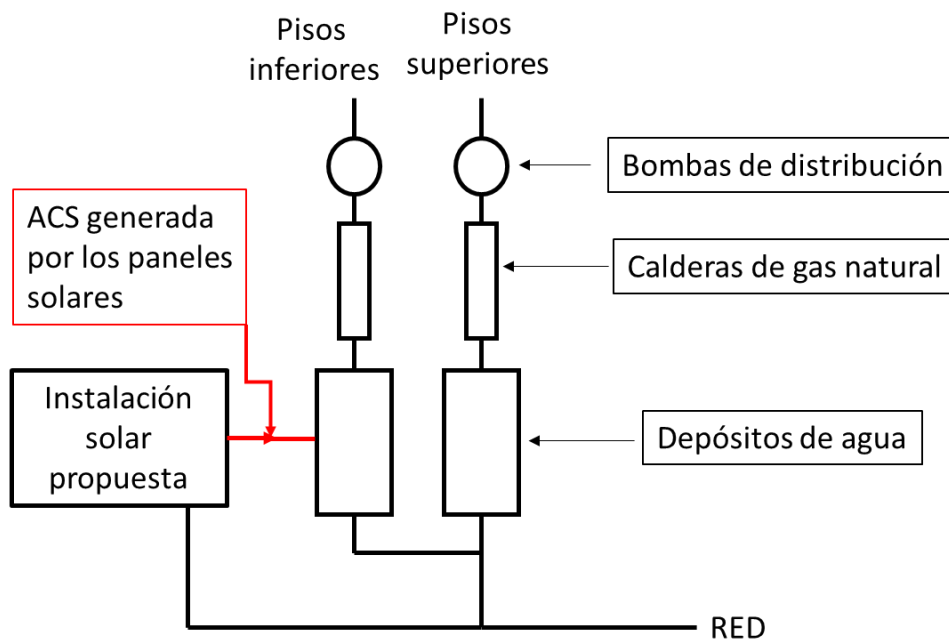 Pisos
inferiores
Pisos
superiores
Bombas de distribución
ACS generada
por los paneles
solares
Calderas de gas natural
Instalación
solar
propuesta
Depósitos de agua
RED